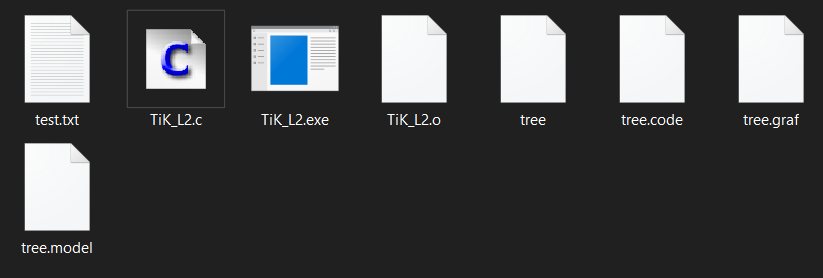 test.txt
TiK_L2.c
TiK_L2.exe
TiK_L2.o
tree
tree.code
tree.graf
tree.model